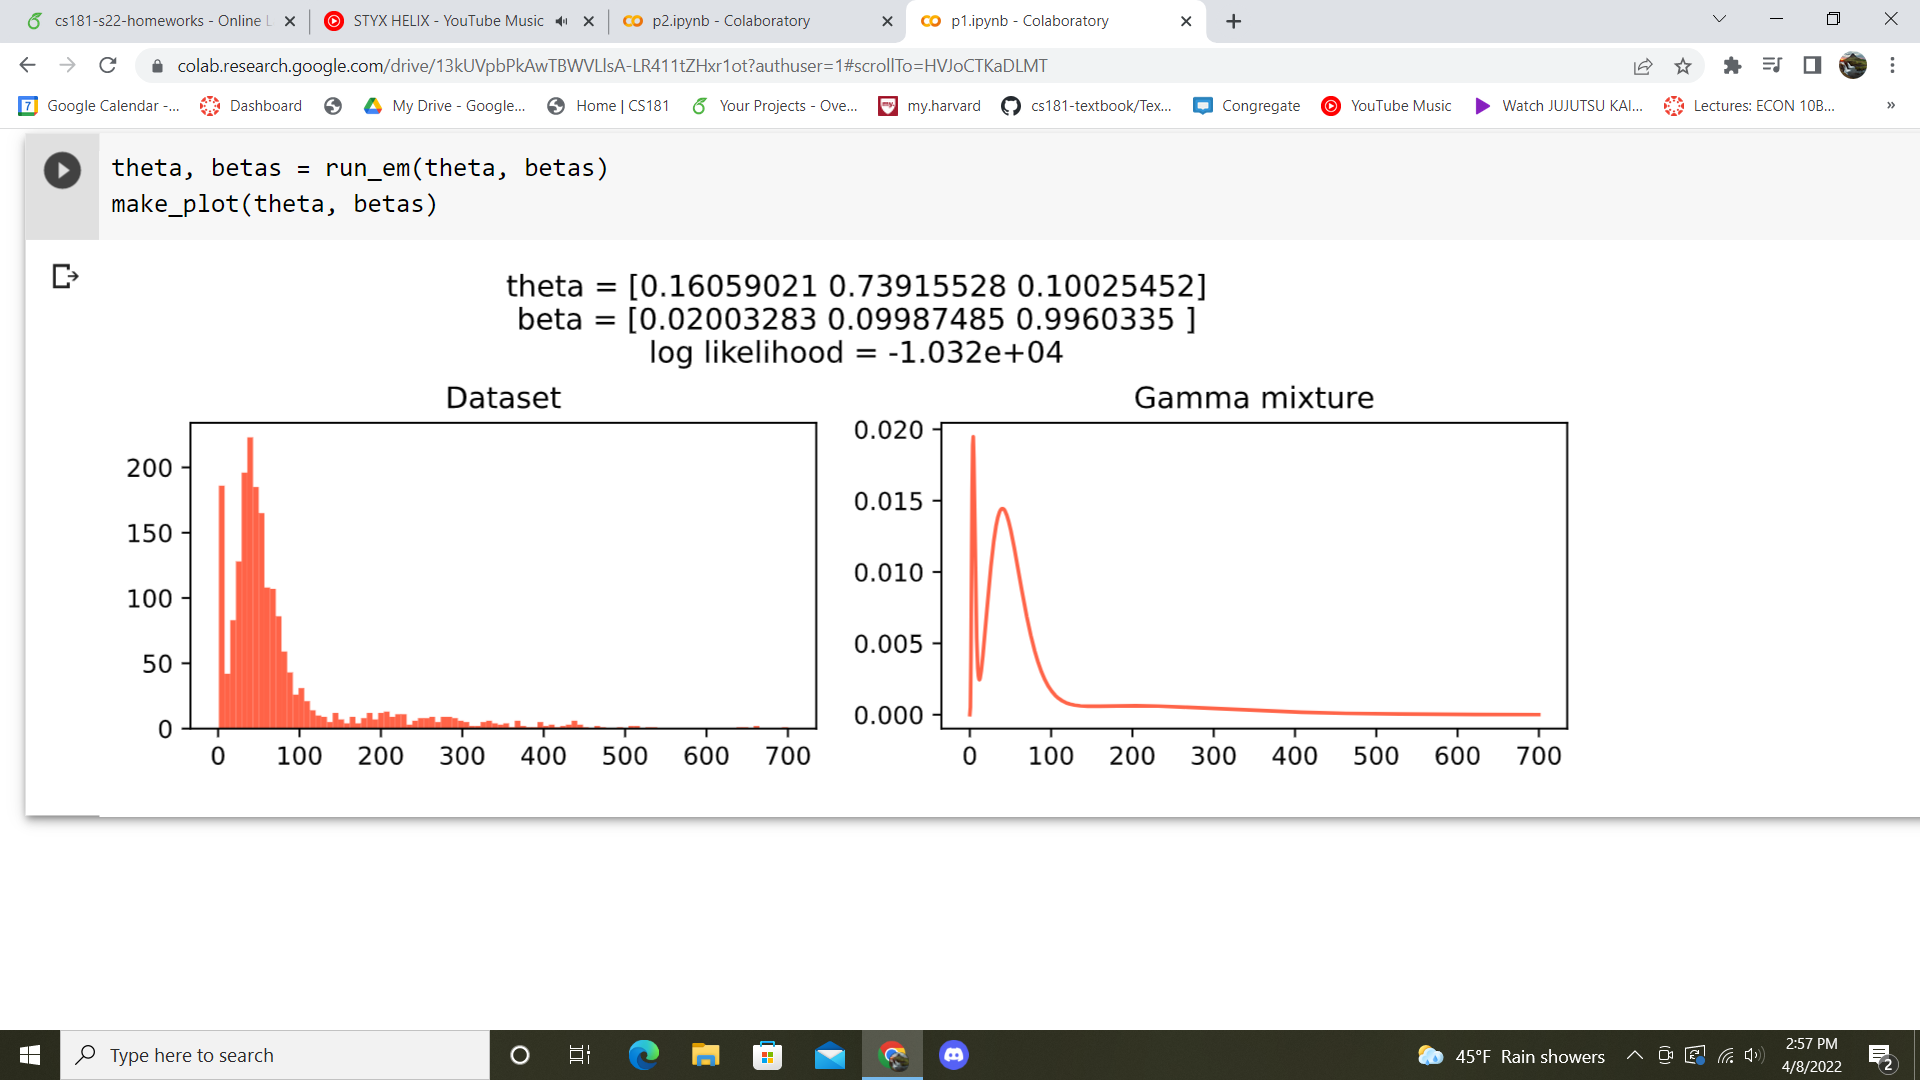 cs181-s22-homeworks - Online L
STYX HELIX - YouTube Music
p2.ipynb - Colaboratory
p1.ipynb - Colaboratory
colab.research.google.com/drive/13kUVpbPkAwTBWVLlsA-LR411tZHxr1ot?authuser=1#scrollTo=HVJoCTKaDLMT
7 Google Calendar -...
Dashboard
My Drive - Google...
Home | CS181
Your Projects - Ove...
my.harvard
cs181-textbook/Tex...
Congregate
YouTube Music
Watch JUJUTSU KAI...
Lectures: ECON 10B...
»
theta, betas = run_em(theta, betas)
make_plot(theta, betas)
theta = [0.16059021 0.73915528 0.10025452]
beta = [0.02003283 0.09987485 0.9960335 ]
log likelihood = -1.032e+04
Dataset
200
150
100
50
0
0 100 200 300 400 500 600 700
Gamma mixture
0.020
0.015
0.010
0.005
0.000
0 100 200 300 400 500 600 700
Type here to search
45°F Rain showers
2:57 PM
4/8/2022
2